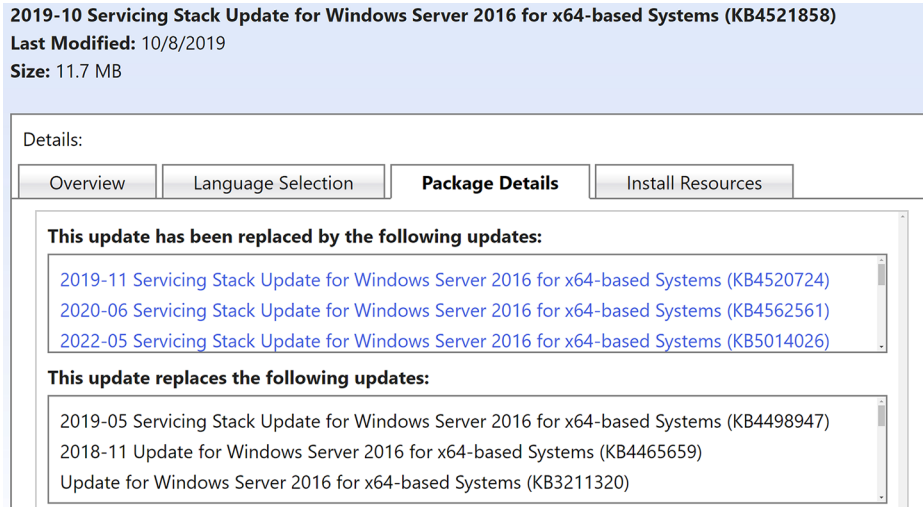 2019-10 Servicing Stack Update for Windows Server 2016 for x64-based Systems (KB4521858)
Last Modified: 10/8/2019
Size: 11.7 MB
Details:
Overview Language Selection Package Details Install Resources
This update has been replaced by the following updates:
2019-11 Servicing Stack Update for Windows Server 2016 for x64-based Systems (KB4520724)
2020-06 Servicing Stack Update for Windows Server 2016 for x64-based Systems (KB4562561)
2022-05 Servicing Stack Update for Windows Server 2016 for x64-based Systems (KB5014026)
This update replaces the following updates:
2019-05 Servicing Stack Update for Windows Server 2016 for x64-based Systems (KB4498947)
2018-11 Update for Windows Server 2016 for x64-based Systems (KB4465659)
Update for Windows Server 2016 for x64-based Systems (KB3211320)